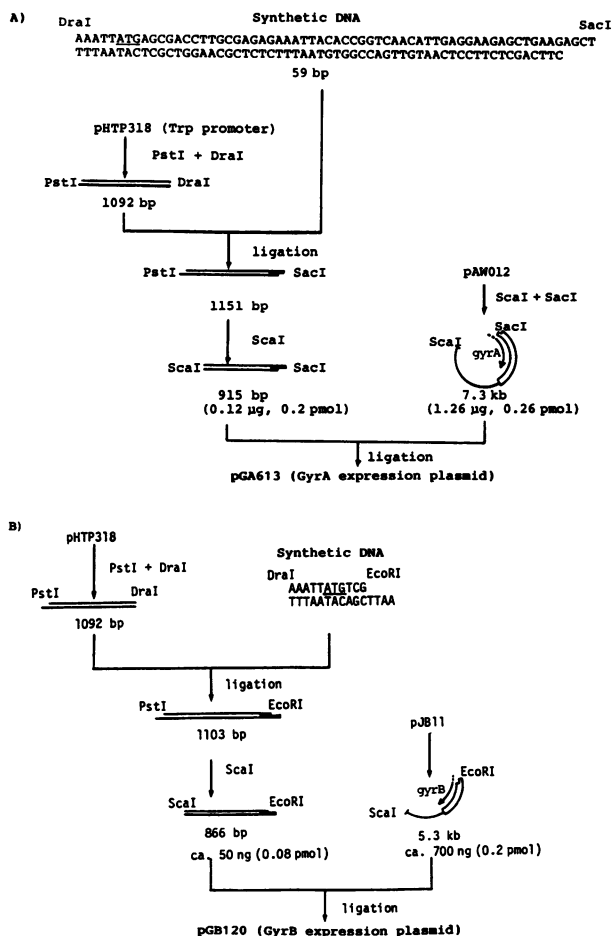 A)
DraI Synthetic DNA SacI
AAATTATGAGCGACCTTGCGAGAGAAATTACACCGGTCAACATTGAGGAAGAGCTGAAGAGCT
TTTAATACTCGCTGGAACGCTCTCTTTAATGTGGCCAGTTGTAACTCCTTCTCGACTTC
59 bp
pHTP318 (Trp promoter)
PstI + DraI
PstI DraI
1092 bp
ligation
PstI SacI
pAW012
1151 bp
ScaI + SacI
ScaI
SacI
ScaI gyrA
ScaI SacI
915 bp 7.3 kb
(0.12 µg, 0.2 pmol) (1.26 µg, 0.26 pmol)
ligation
pGA613 (GyrA expression plasmid)
B)
pHTP318
PstI + DraI
Synthetic DNA
PstI DraI
DraI EcoRI
AAATTATGTCG
TTTAATACAGCTTAA
1092 bp
ligation
PstI EcoRI
1103 bp
pJB11
ScaI
EcoRI
gyrB
ScaI EcoRI
ScaI
866 bp 5.3 kb
ca. 50 ng (0.08 pmol) ca. 700 ng (0.2 pmol)
ligation
pGB120 (GyrB expression plasmid)